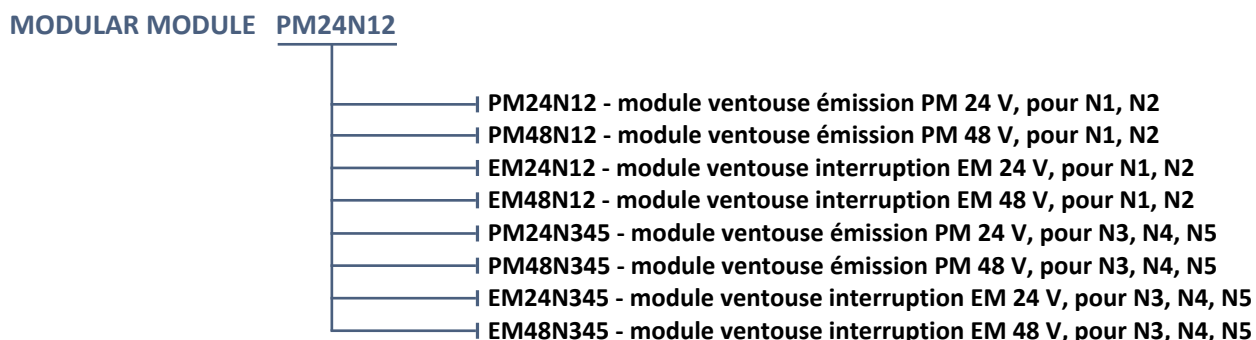 MODULAR MODULE PM24N12
PM24N12 - module ventouse émission PM 24 V, pour N1, N2
PM48N12 - module ventouse émission PM 48 V, pour N1, N2
EM24N12 - module ventouse interruption EM 24 V, pour N1, N2
EM48N12 - module ventouse interruption EM 48 V, pour N1, N2
PM24N345 - module ventouse émission PM 24 V, pour N3, N4, N5
PM48N345 - module ventouse émission PM 48 V, pour N3, N4, N5
EM24N345 - module ventouse interruption EM 24 V, pour N3, N4, N5
EM48N345 - module ventouse interruption EM 48 V, pour N3, N4, N5